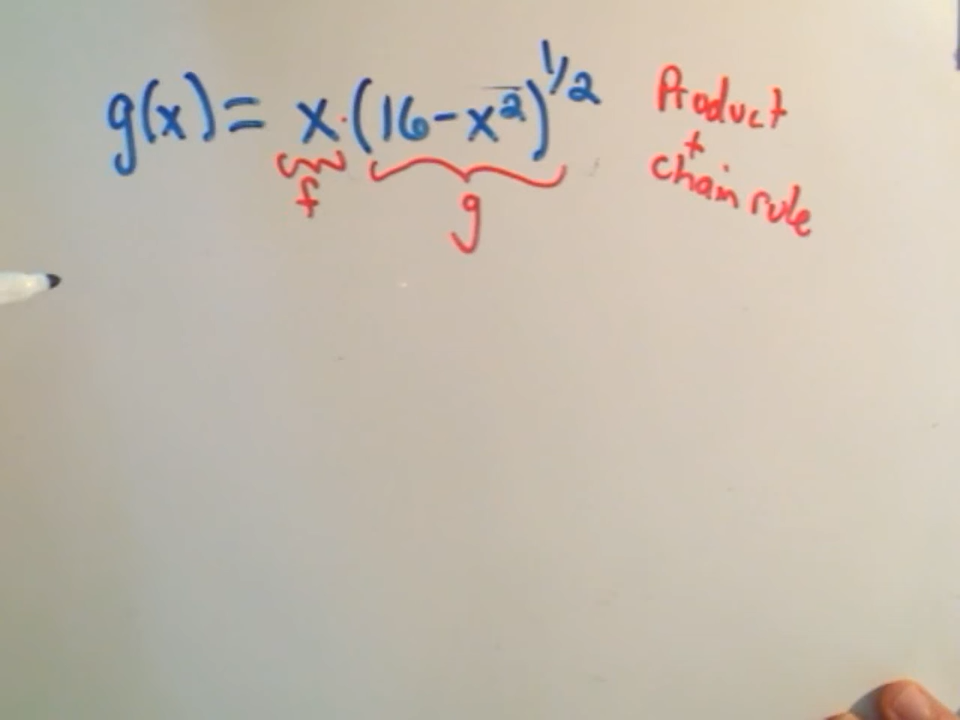 g(x) = x·(16-x²)^1/2
f
g
Product
+
chain rule